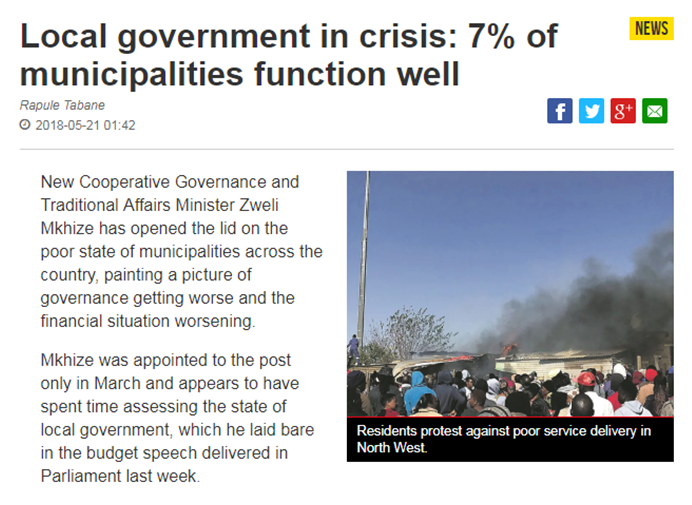 Local government in crisis: 7% of
municipalities function well
NEWS
Rapule Tabane
2018-05-21 01:42
f
g+
New Cooperative Governance and
Traditional Affairs Minister Zweli
Mkhize has opened the lid on the
poor state of municipalities across the
country, painting a picture of
governance getting worse and the
financial situation worsening.
Mkhize was appointed to the post
only in March and appears to have
spent time assessing the state of
local government, which he laid bare
in the budget speech delivered in
Parliament last week.
Residents protest against poor service delivery in
North West.